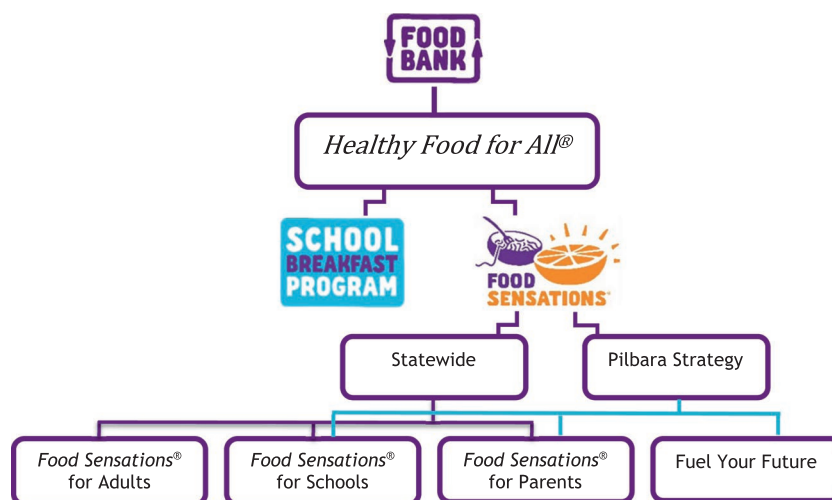 FOOD
BANK
Healthy Food for All®
SCHOOL
BREAKFAST
PROGRAM
FOOD
SENSATIONS®
Statewide
Pilbara Strategy
Food Sensations®
for Adults
Food Sensations®
for Schools
Food Sensations®
for Parents
Fuel Your Future